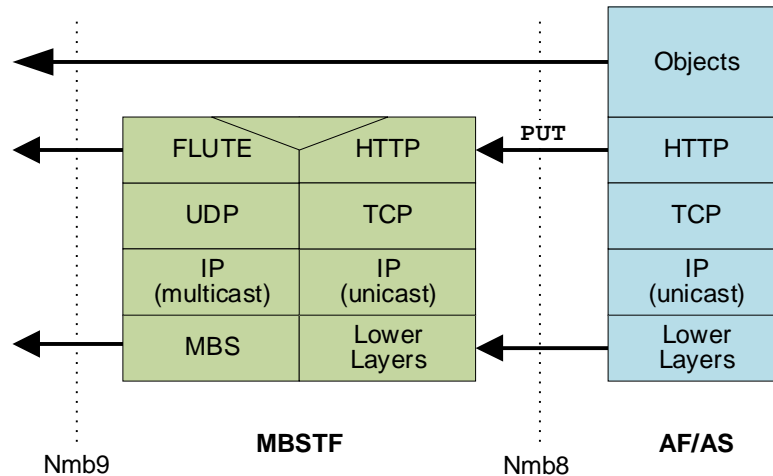 Objects
PUT
FLUTE
HTTP
HTTP
UDP
TCP
TCP
IP
(multicast)
IP
(unicast)
IP
(unicast)
MBS
Lower
Layers
Lower
Layers
MBSTF
AF/AS
Nmb9
Nmb8